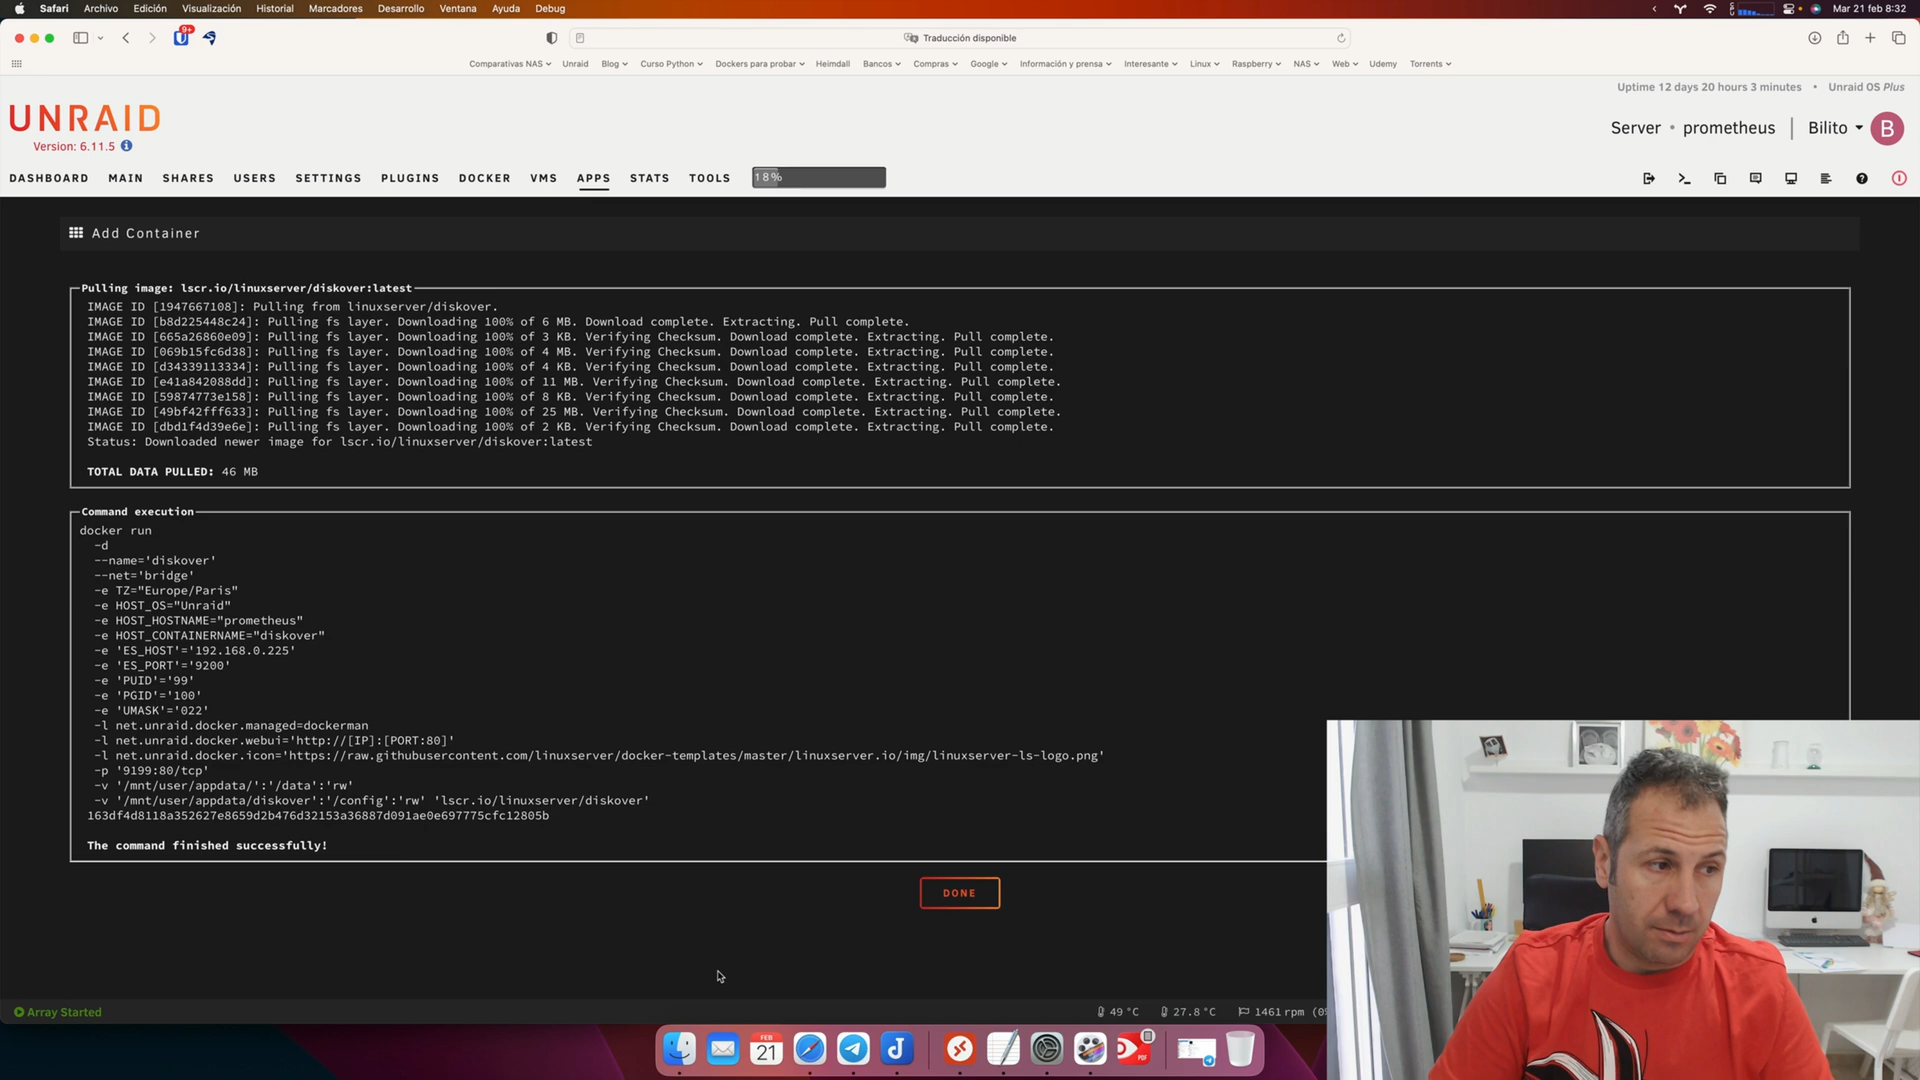 Safari Archivo Edición Visualización Historial Marcadores Desarrollo Ventana Ayuda Debug Mar 21 feb 8:32
9+ Traducción disponible
Comparativas NAS Unraid Blog Curso Python Dockers para probar Heimdall Bancos Compras Google Información y prensa Interesante Linux Raspberry NAS Web Udemy Torrents
Uptime 12 days 20 hours 3 minutes • Unraid OS Plus
UNRAID
Version: 6.11.5
Server • prometheus | Bilito B
DASHBOARD MAIN SHARES USERS SETTINGS PLUGINS DOCKER VMS APPS STATS TOOLS 18%
Add Container
Pulling image: lscr.io/linuxserver/diskover:latest
IMAGE ID [1947667108]: Pulling from linuxserver/diskover.
IMAGE ID [b8d225448c24]: Pulling fs layer. Downloading 100% of 6 MB. Download complete. Extracting. Pull complete.
IMAGE ID [665a26860e09]: Pulling fs layer. Downloading 100% of 3 KB. Verifying Checksum. Download complete. Extracting. Pull complete.
IMAGE ID [069b15fc6d38]: Pulling fs layer. Downloading 100% of 4 MB. Verifying Checksum. Download complete. Extracting. Pull complete.
IMAGE ID [d34339113334]: Pulling fs layer. Downloading 100% of 4 KB. Verifying Checksum. Download complete. Extracting. Pull complete.
IMAGE ID [e41a842088dd]: Pulling fs layer. Downloading 100% of 11 MB. Verifying Checksum. Download complete. Extracting. Pull complete.
IMAGE ID [59874773e158]: Pulling fs layer. Downloading 100% of 8 KB. Verifying Checksum. Download complete. Extracting. Pull complete.
IMAGE ID [49bf42fff633]: Pulling fs layer. Downloading 100% of 25 MB. Verifying Checksum. Download complete. Extracting. Pull complete.
IMAGE ID [dbd1f4d39e6e]: Pulling fs layer. Downloading 100% of 2 KB. Verifying Checksum. Download complete. Extracting. Pull complete.
Status: Downloaded newer image for lscr.io/linuxserver/diskover:latest
TOTAL DATA PULLED: 46 MB
Command execution
docker run
-d
--name='diskover'
--net='bridge'
-e TZ="Europe/Paris"
-e HOST_OS="Unraid"
-e HOST_HOSTNAME="prometheus"
-e HOST_CONTAINERNAME="diskover"
-e 'ES_HOST'='192.168.0.225'
-e 'ES_PORT'='9200'
-e 'PUID'='99'
-e 'PGID'='100'
-e 'UMASK'='022'
-l net.unraid.docker.managed=dockerman
-l net.unraid.docker.webui='http://[IP]:[PORT:80]'
-l net.unraid.docker.icon='https://raw.githubusercontent.com/linuxserver/docker-templates/master/linuxserver.io/img/linuxserver-ls-logo.png'
-p '9199:80/tcp'
-v '/mnt/user/appdata/':'/data':'rw'
-v '/mnt/user/appdata/diskover':'/config':'rw' 'lscr.io/linuxserver/diskover'
163df4d8118a352627e8659d2b476d32153a36887d091ae0e697775cfc12805b
The command finished successfully!
DONE
Array Started
49 °C 27.8 °C 1461 rpm
FEB
21
J
PDF